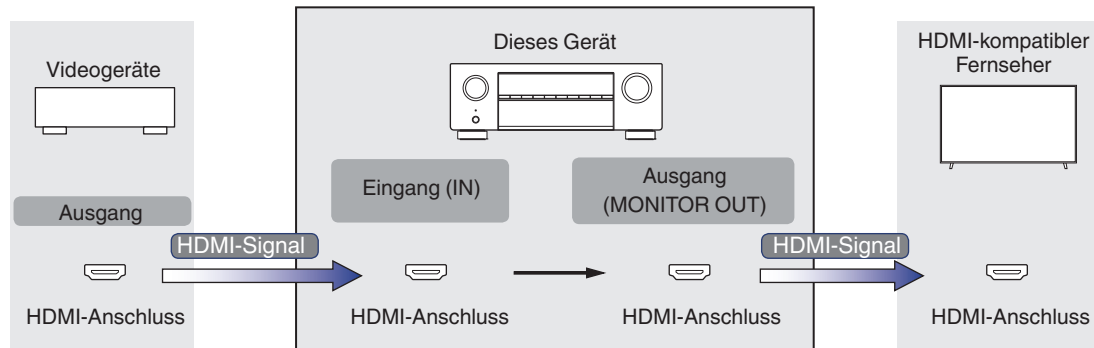 Videogeräte
Ausgang
HDMI-Signal
HDMI-Anschluss
Dieses Gerät
Eingang (IN)
Ausgang
(MONITOR OUT)
HDMI-Anschluss
HDMI-Anschluss
HDMI-Signal
HDMI-kompatibler
Fernseher
HDMI-Anschluss